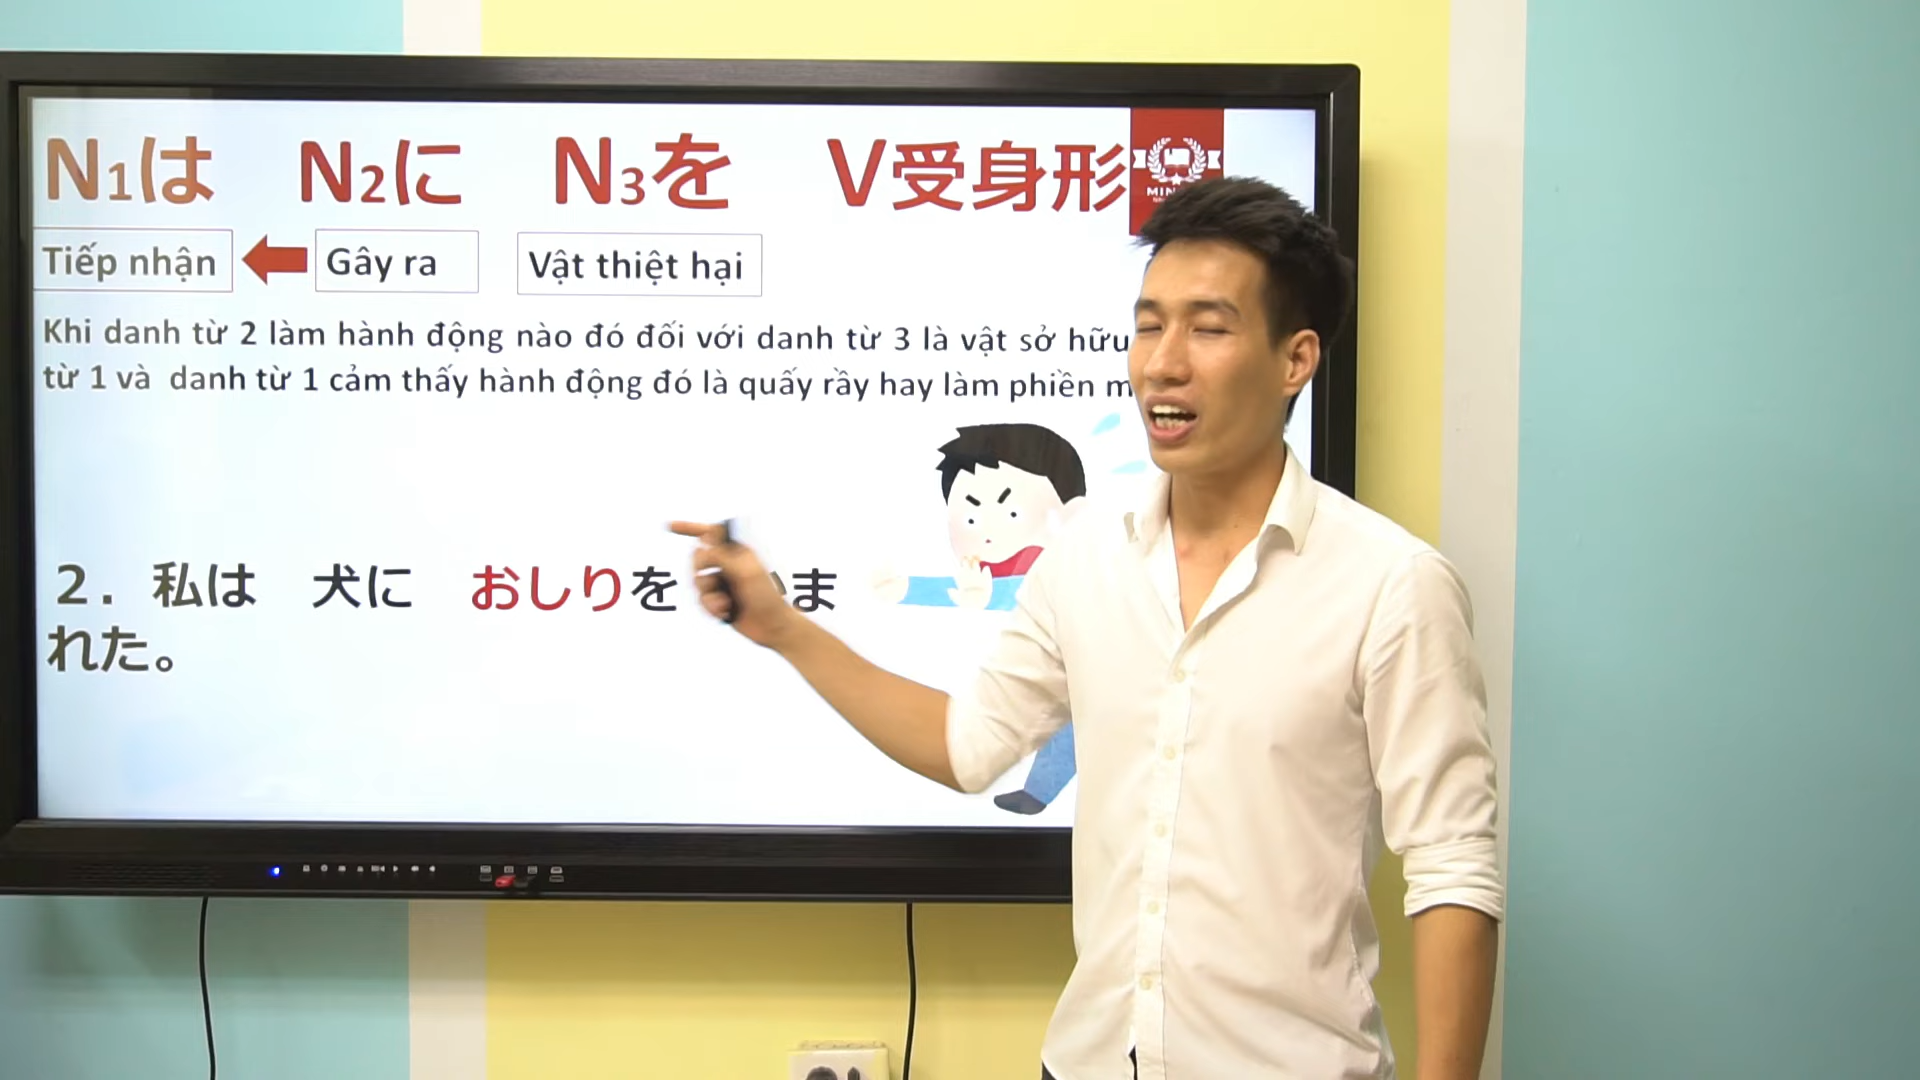 N1は N2に N3を V受身形
Tiếp nhận Gây ra Vật thiệt hại
Khi danh từ 2 làm hành động nào đó đối với danh từ 3 là vật sở hữu
từ 1 và danh từ 1 cảm thấy hành động đó là quấy rầy hay làm phiền
２．私は 犬に おしりを ま
れた。